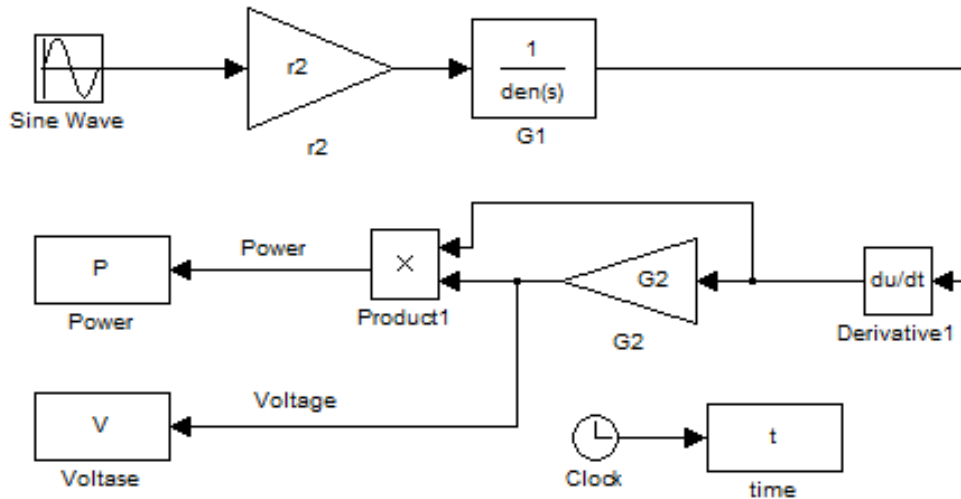 Sine Wave
r2
r2
1
den(s)
G1
P
Power
Power
×
Product1
G2
G2
du/dt
Derivative1
V
Voltase
Voltage
Clock
t
time